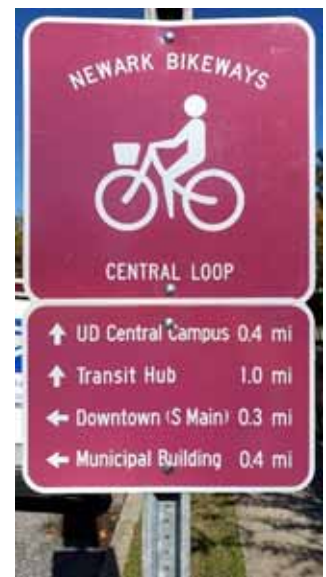 NEWARK BIKEWAYS
CENTRAL LOOP
↑ UD Central Campus 0.4 mi
↑ Transit Hub 1.0 mi
← Downtown (S Main) 0.3 mi
← Municipal Building 0.4 mi